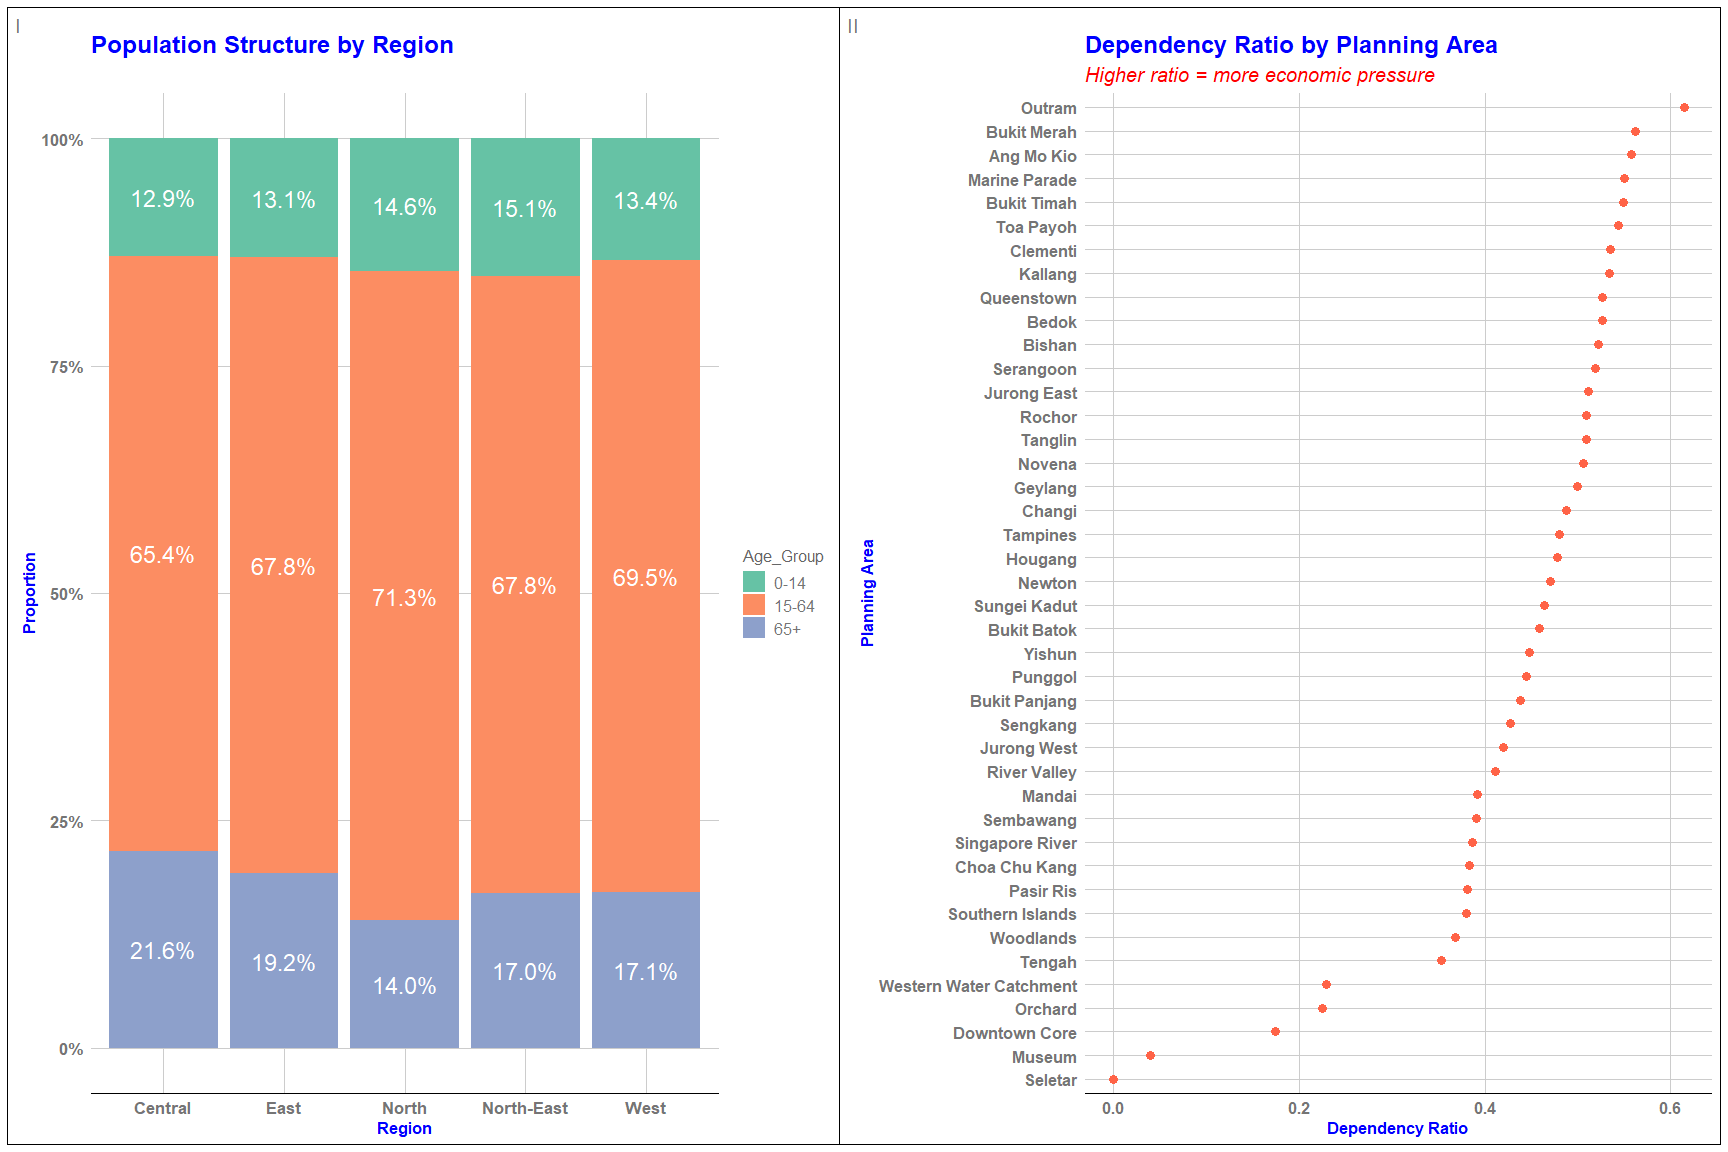 I
Population Structure by Region
100%
75%
50%
25%
0%
Proportion
12.9%
13.1%
14.6%
15.1%
13.4%
65.4%
67.8%
71.3%
67.8%
69.5%
21.6%
19.2%
14.0%
17.0%
17.1%
Central
East
North
North-East
West
Region
Age_Group
0-14
15-64
65+
II
Dependency Ratio by Planning Area
Higher ratio = more economic pressure
Planning Area
Outram
Bukit Merah
Ang Mo Kio
Marine Parade
Bukit Timah
Toa Payoh
Clementi
Kallang
Queenstown
Bedok
Bishan
Serangoon
Jurong East
Rochor
Tanglin
Novena
Geylang
Changi
Tampines
Hougang
Newton
Sungei Kadut
Bukit Batok
Yishun
Punggol
Bukit Panjang
Sengkang
Jurong West
River Valley
Mandai
Sembawang
Singapore River
Choa Chu Kang
Pasir Ris
Southern Islands
Woodlands
Tengah
Western Water Catchment
Orchard
Downtown Core
Museum
Seletar
0.0
0.2
0.4
0.6
Dependency Ratio